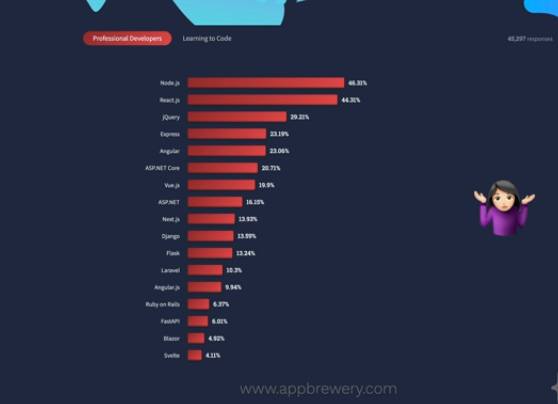 Professional Developers Learning to Code 45,297 responses
Node.js 46.31%
React.js 44.31%
jQuery 29.21%
Express 23.19%
Angular 23.06%
ASP.NET Core 20.71%
Vue.js 19.9%
ASP.NET 16.15%
Next.js 13.93%
Django 13.59%
Flask 13.24%
Laravel 10.3%
Angular.js 9.94%
Ruby on Rails 6.37%
FastAPI 6.01%
Blazor 4.92%
Svelte 4.11%
www.appbrewery.com